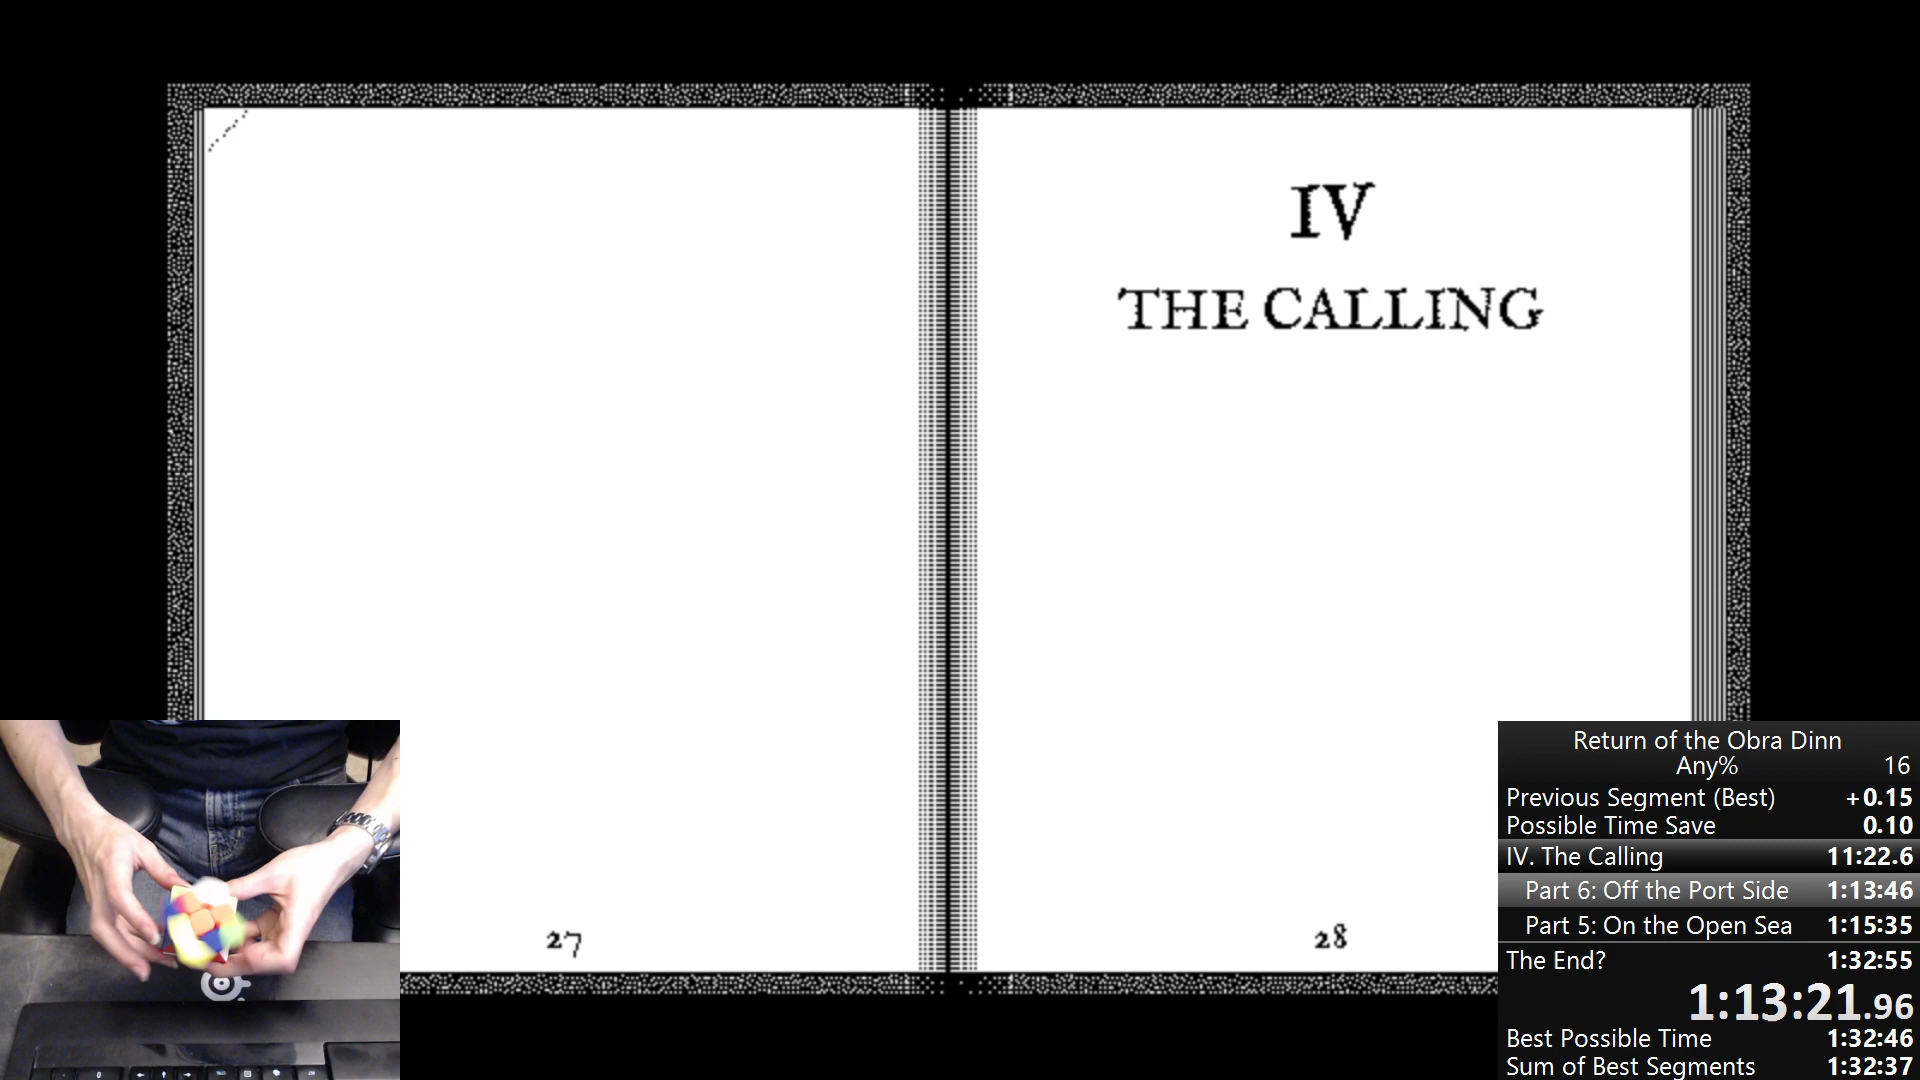 IV
THE CALLING
27
28
Return of the Obra Dinn
Any% 16
Previous Segment (Best) +0.15
Possible Time Save 0.10
IV. The Calling 11:22.6
Part 6: Off the Port Side 1:13:46
Part 5: On the Open Sea 1:15:35
The End? 1:32:55
1:13:21.96
Best Possible Time 1:32:46
Sum of Best Segments 1:32:37